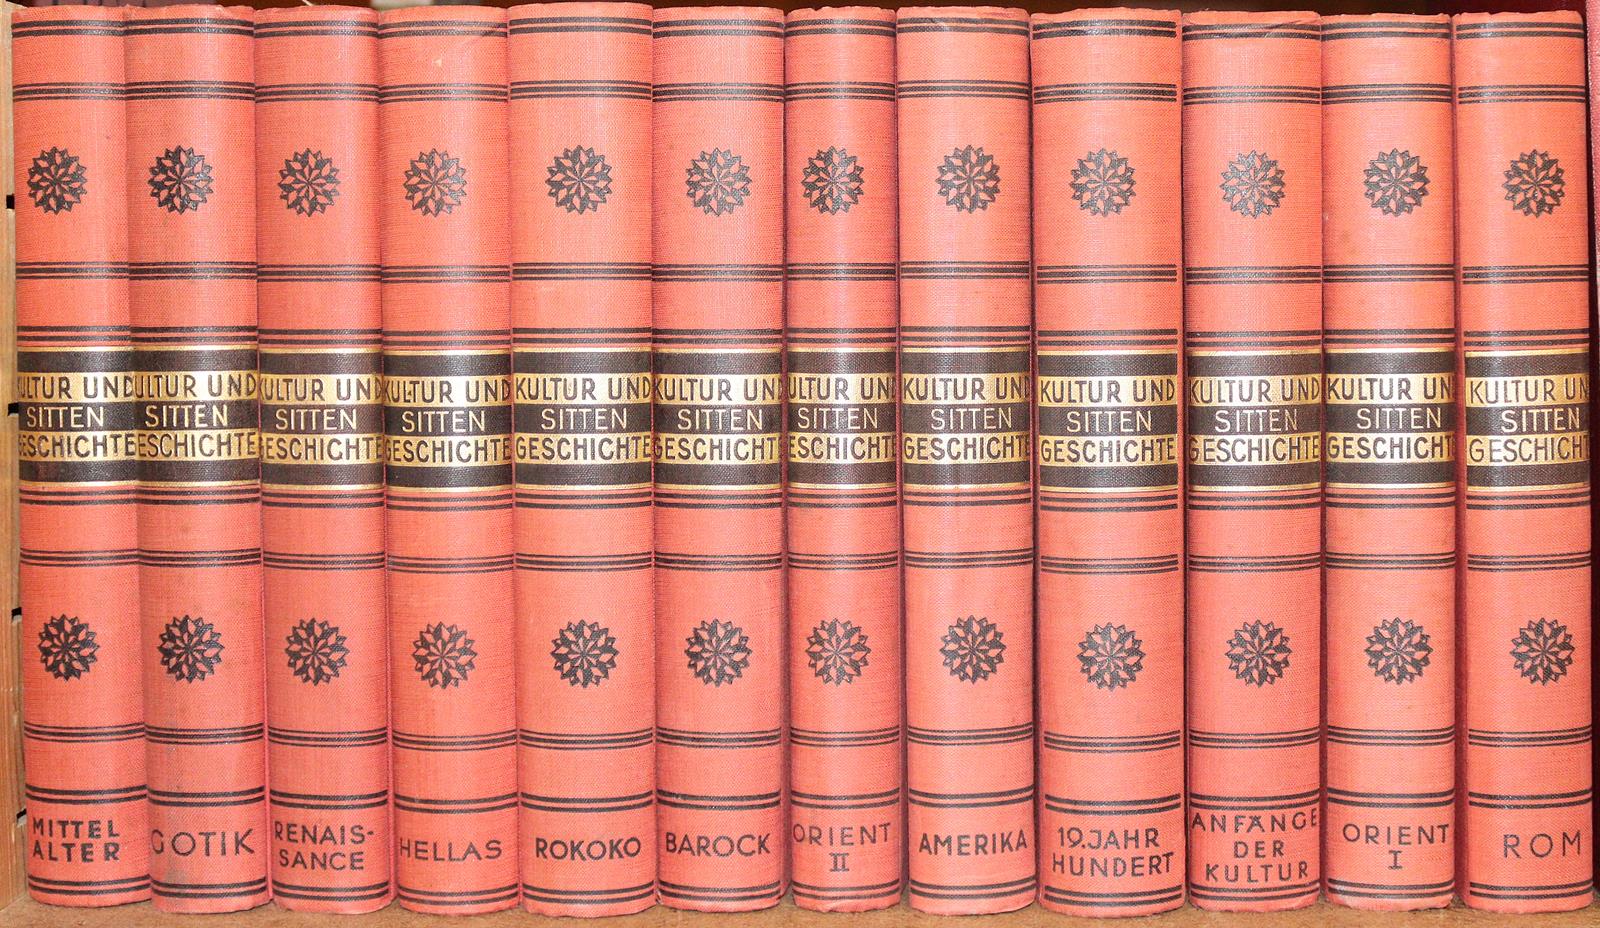 KULTUR UND
SITTEN
GESCHICHTE
MITTEL
ALTER
KULTUR UND
SITTEN
GESCHICHTE
GOTIK
KULTUR UND
SITTEN
GESCHICHTE
RENAIS-
SANCE
KULTUR UND
SITTEN
GESCHICHTE
HELLAS
KULTUR UND
SITTEN
GESCHICHTE
ROKOKO
KULTUR UND
SITTEN
GESCHICHTE
BAROCK
KULTUR UND
SITTEN
GESCHICHTE
ORIENT
II
KULTUR UND
SITTEN
GESCHICHTE
AMERIKA
KULTUR UND
SITTEN
GESCHICHTE
19.JAHR
HUNDERT
KULTUR UND
SITTEN
GESCHICHTE
ANFÄNGE
DER
KULTUR
KULTUR UND
SITTEN
GESCHICHTE
ORIENT
I
KULTUR UND
SITTEN
GESCHICHTE
ROM